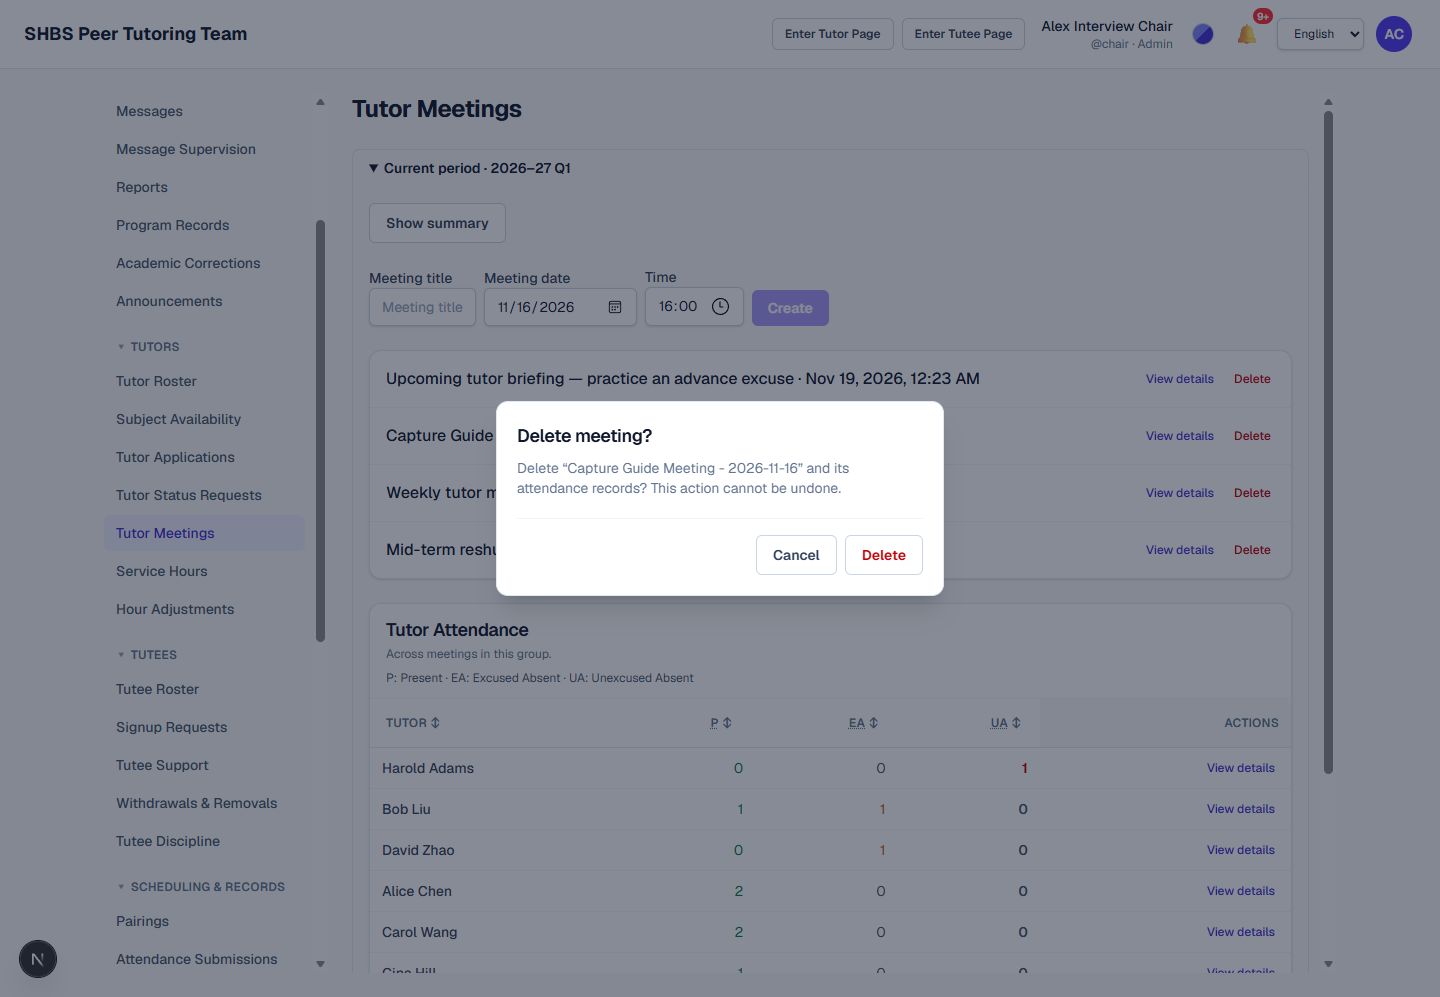 SHBS Peer Tutoring Team
Enter Tutor Page
Enter Tutee Page
Alex Interview Chair
@chair · Admin
9+
English
AC
Messages
Message Supervision
Reports
Program Records
Academic Corrections
Announcements
TUTORS
Tutor Roster
Subject Availability
Tutor Applications
Tutor Status Requests
Tutor Meetings
Service Hours
Hour Adjustments
TUTEES
Tutee Roster
Signup Requests
Tutee Support
Withdrawals & Removals
Tutee Discipline
SCHEDULING & RECORDS
Pairings
Attendance Submissions
N
Tutor Meetings
Current period · 2026–27 Q1
Show summary
Meeting title Meeting date Time
Meeting title 11/16/2026 16:00 Create
Upcoming tutor briefing — practice an advance excuse · Nov 19, 2026, 12:23 AM View details Delete
Capture Guide View details Delete
Weekly tutor View details Delete
Mid-term View details Delete
Delete meeting?
Delete “Capture Guide Meeting - 2026-11-16” and its
attendance records? This action cannot be undone.
Cancel Delete
Tutor Attendance
Across meetings in this group.
P: Present · EA: Excused Absent · UA: Unexcused Absent
TUTOR P EA UA ACTIONS
Harold Adams 0 0 1 View details
Bob Liu 1 1 0 View details
David Zhao 0 1 0 View details
Alice Chen 2 0 0 View details
Carol Wang 2 0 0 View details